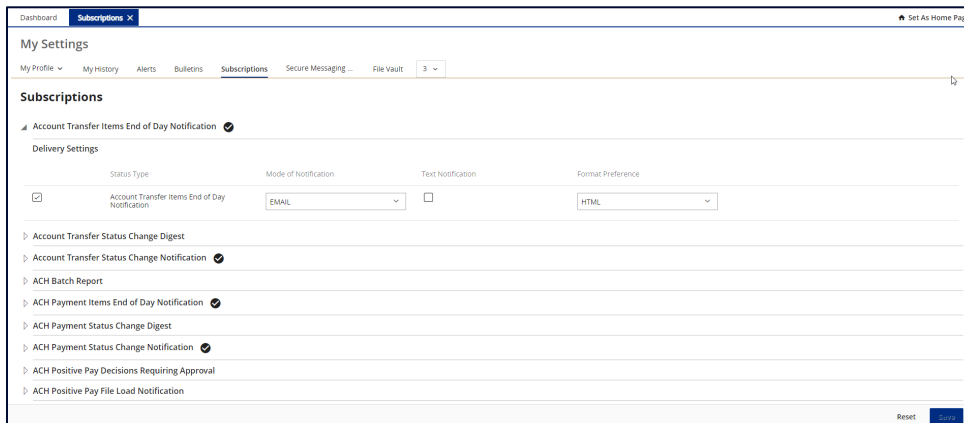 Dashboard Subscriptions X Set As Home Pag
My Settings
My Profile My History Alerts Bulletins Subscriptions Secure Messaging ... File Vault 3
Subscriptions
Account Transfer Items End of Day Notification
Delivery Settings
Status Type Mode of Notification Text Notification Format Preference
Account Transfer Items End of Day
Notification
EMAIL HTML
Account Transfer Status Change Digest
Account Transfer Status Change Notification
ACH Batch Report
ACH Payment Items End of Day Notification
ACH Payment Status Change Digest
ACH Payment Status Change Notification
ACH Positive Pay Decisions Requiring Approval
ACH Positive Pay File Load Notification
Reset Save